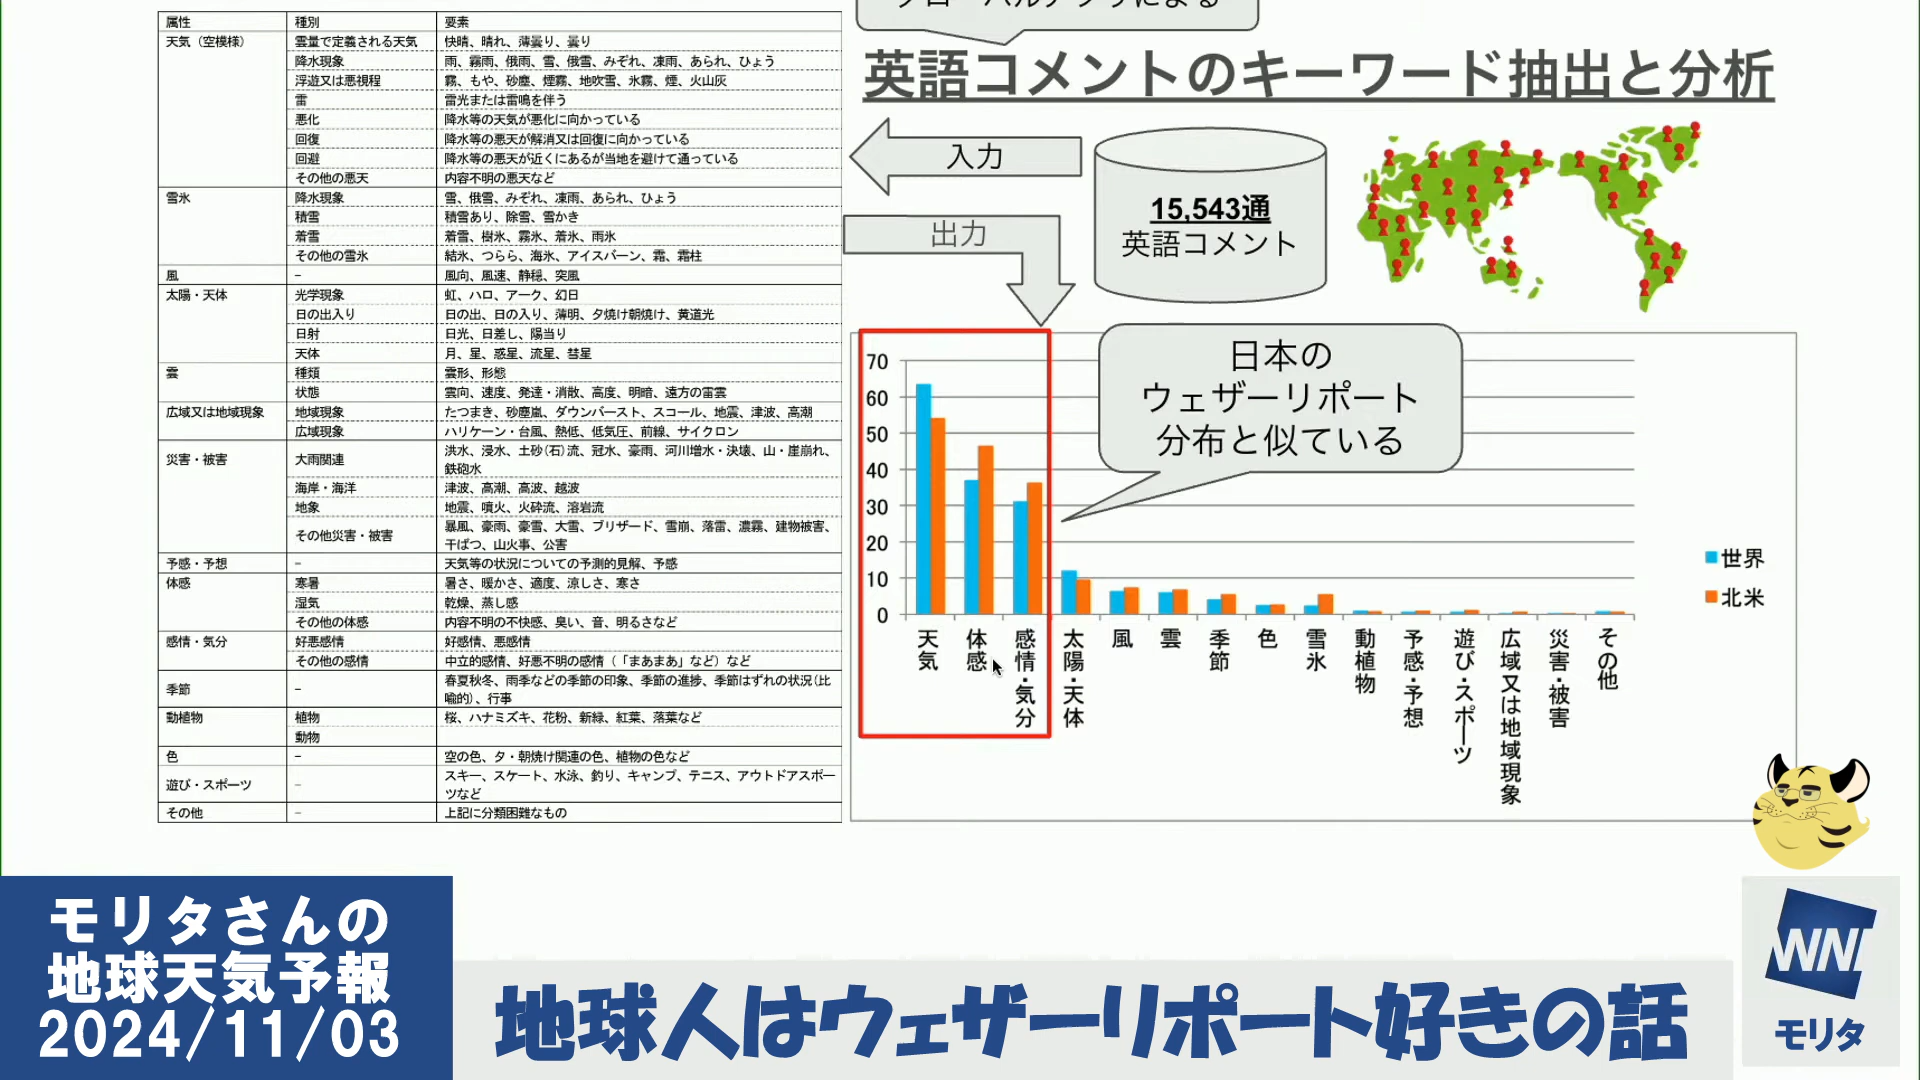 属性 種別 要素
天気（空模様） 雲量で定義される天気 快晴、晴れ、薄曇り、曇り
降水現象 雨、霧雨、俄雨、雪、俄雪、みぞれ、凍雨、あられ、ひょう
浮遊又は悪視程 霧、もや、砂塵、煙霧、地吹雪、氷霧、煙、火山灰
雷 雷光または雷鳴を伴う
悪化 降水等の天気が悪化に向かっている
回復 降水等の悪天が解消又は回復に向かっている
回避 降水等の悪天が近くにあるが当地を避けて通っている
その他の悪天 内容不明の悪天など
雪氷 降水現象 雪、俄雪、みぞれ、凍雨、あられ、ひょう
積雪 積雪あり、除雪、雪かき
着雪 着雪、樹氷、霧氷、着氷、雨氷
その他の雪氷 結氷、つらら、海氷、アイスバーン、霜、霜柱
風 - 風向、風速、静穏、突風
太陽・天体 光学現象 虹、ハロ、アーク、幻日
日の出入り 日の出、日の入り、薄明、夕焼け朝焼け、黄道光
日射 日光、日差し、陽当り
天体 月、星、惑星、流星、彗星
雲 種類 雲形、形態
状態 雲向、速度、発達・消散、高度、明暗、遠方の雷雲
広域又は地域現象 地域現象 たつまき、砂塵嵐、ダウンバースト、スコール、地震、津波、高潮
広域現象 ハリケーン・台風、熱低、低気圧、前線、サイクロン
災害・被害 大雨関連 洪水、浸水、土砂(石)流、冠水、豪雨、河川増水・決壊、山・崖崩れ、
鉄砲水
海岸・海洋 津波、高潮、高波、越波
地象 地震、噴火、火砕流、溶岩流
その他災害・被害 暴風、豪雨、豪雪、大雪、ブリザード、雪崩、落雷、濃霧、建物被害、
干ばつ、山火事、公害
予感・予想 - 天気等の状況についての予測的見解、予感
体感 寒暑 暑さ、暖かさ、適度、涼しさ、寒さ
湿気 乾燥、蒸し感
その他の体感 内容不明の不快感、臭い、音、明るさなど
感情・気分 好悪感情 好感情、悪感情
その他の感情 中立的感情、好悪不明の感情（「まあまあ」など）など
季節 - 春夏秋冬、雨季などの季節の印象、季節の進捗、季節はずれの状況(比
喩的)、行事
動植物 植物 桜、ハナミズキ、花粉、新緑、紅葉、落葉など
動物
色 - 空の色、夕・朝焼け関連の色、植物の色など
遊び・スポーツ - スキー、スケート、水泳、釣り、キャンプ、テニス、アウトドアスポー
ツなど
その他 - 上記に分類困難なもの
英語コメントのキーワード抽出と分析
入力
出力
15,543通
英語コメント
日本の
ウェザーリポート
分布と似ている
70
60
50
40
30
20
10
0
天気
体感
感情・気分
太陽・天体
風
雲
季節
色
雪氷
動植物
予感・予想
遊び・スポーツ
広域又は地域現象
災害・被害
その他
世界
北米
モリタさんの
地球天気予報
2024/11/03
地球人はウェザーリポート好きの話
WNI
モリタ